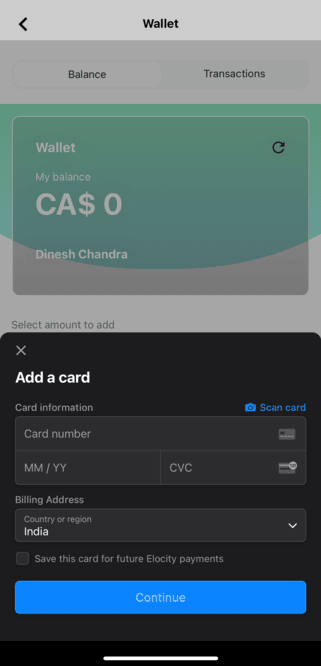 Wallet
Balance
Transactions
Wallet
My balance
CA$ 0
Dinesh Chandra
Select amount to add
Add a card
Card information
Scan card
Card number
MM / YY
CVC
Billing Address
Country or region
India
Save this card for future Elocity payments
Continue